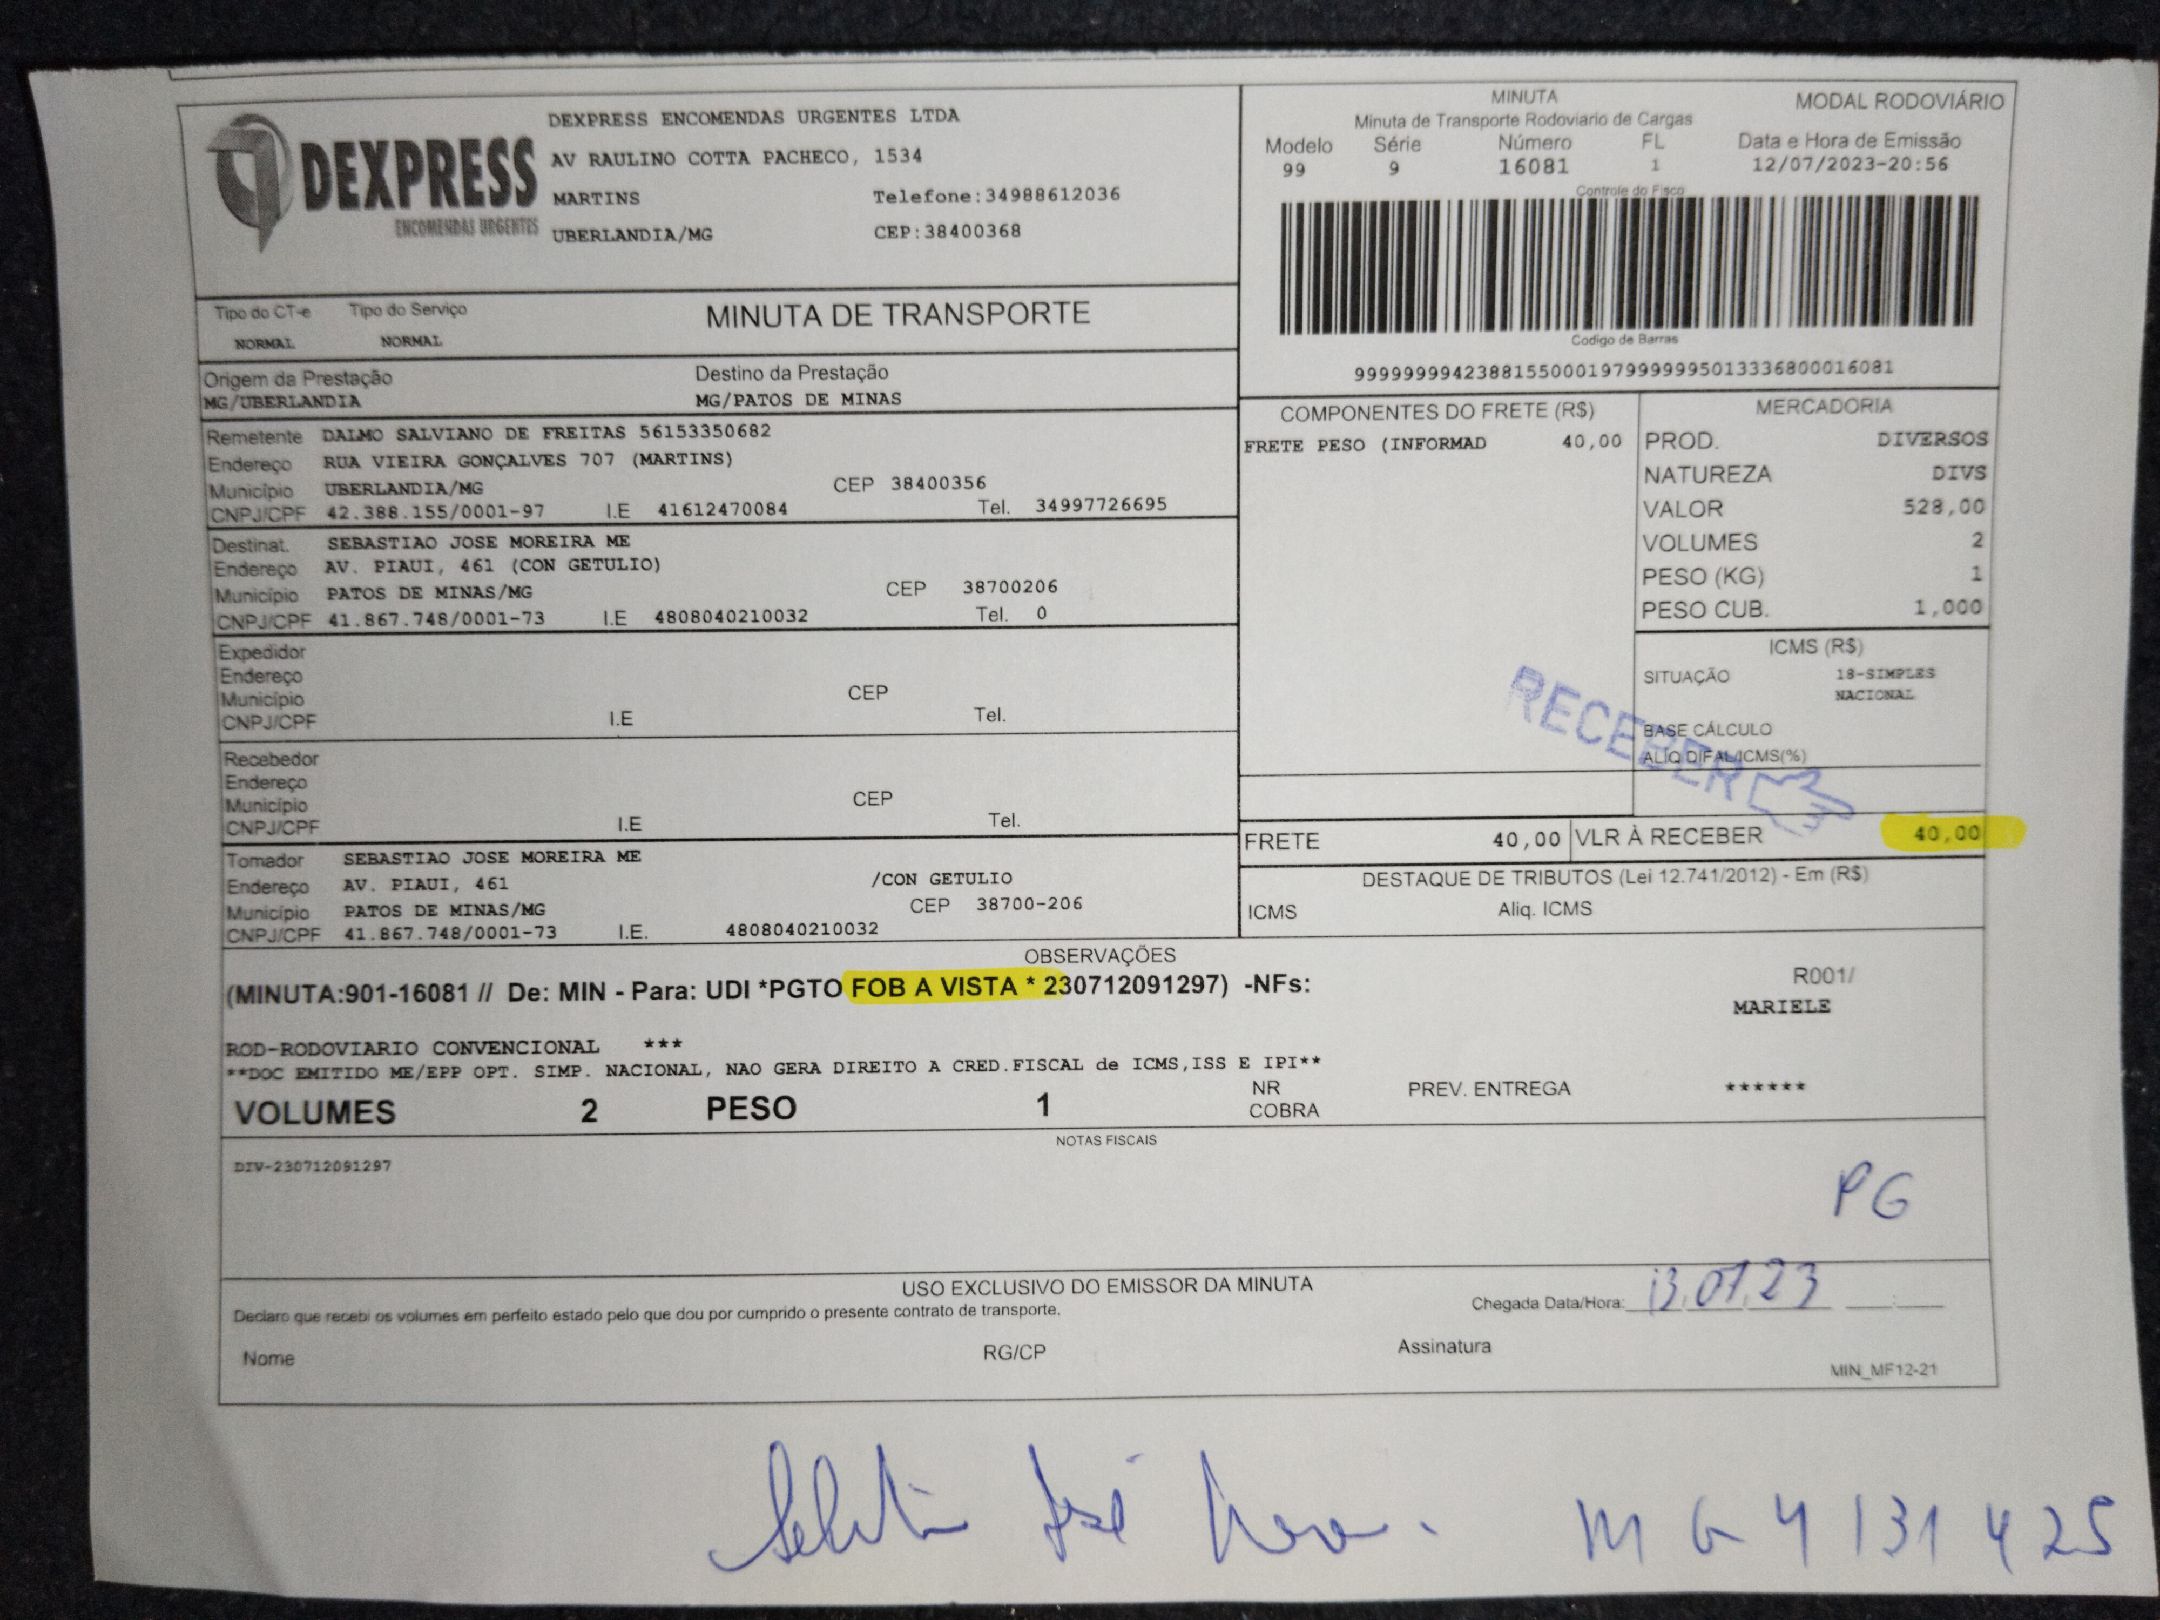 DEXPRESS
ENCOMENDAS URGENTES
DEXPRESS ENCOMENDAS URGENTES LTDA
AV RAULINO COTTA PACHECO, 1534
MARTINS Telefone:34988612036
UBERLANDIA/MG CEP:38400368
MINUTA MODAL RODOVIÁRIO
Minuta de Transporte Rodoviario de Cargas
Modelo Série Número FL Data e Hora de Emissão
99 9 16081 1 12/07/2023-20:56
Controle do Fisco
Codigo de Barras
99999999423881550001979999995013336800016081
Tipo do CT-e Tipo do Serviço MINUTA DE TRANSPORTE
NORMAL NORMAL
Origem da Prestação Destino da Prestação
MG/UBERLANDIA MG/PATOS DE MINAS
Remetente DALMO SALVIANO DE FREITAS 56153350682
Endereço RUA VIEIRA GONÇALVES 707 (MARTINS)
Município UBERLANDIA/MG CEP 38400356
CNPJ/CPF 42.388.155/0001-97 I.E 41612470084 Tel. 34997726695
Destinat. SEBASTIAO JOSE MOREIRA ME
Endereço AV. PIAUI, 461 (CON GETULIO)
Município PATOS DE MINAS/MG CEP 38700206
CNPJ/CPF 41.867.748/0001-73 I.E 4808040210032 Tel. 0
Expedidor
Endereço
Município CEP
CNPJ/CPF I.E Tel.
Recebedor
Endereço
Município CEP
CNPJ/CPF I.E Tel.
Tomador SEBASTIAO JOSE MOREIRA ME
Endereço AV. PIAUI, 461 /CON GETULIO
Município PATOS DE MINAS/MG CEP 38700-206
CNPJ/CPF 41.867.748/0001-73 I.E. 4808040210032
COMPONENTES DO FRETE (R$)
FRETE PESO (INFORMAD 40,00
MERCADORIA
PROD. DIVERSOS
NATUREZA DIVS
VALOR 528,00
VOLUMES 2
PESO (KG) 1
PESO CUB. 1,000
ICMS (R$)
SITUAÇÃO 18-SIMPLES
NACIONAL
BASE CÁLCULO
ALIQ DIFAL/ICMS(%)
RECEBER
FRETE 40,00 VLR À RECEBER 40,00
DESTAQUE DE TRIBUTOS (Lei 12.741/2012) - Em (R$)
ICMS Aliq. ICMS
OBSERVAÇÕES
(MINUTA:901-16081 // De: MIN - Para: UDI *PGTO FOB A VISTA * 230712091297) -NFs:
R001/
MARIELE
ROD-RODOVIARIO CONVENCIONAL ***
**DOC EMITIDO ME/EPP OPT. SIMP. NACIONAL, NAO GERA DIREITO A CRED.FISCAL de ICMS,ISS E IPI**
VOLUMES 2 PESO 1 NR COBRA PREV. ENTREGA ******
NOTAS FISCAIS
DIV-230712091297
PG
USO EXCLUSIVO DO EMISSOR DA MINUTA
Declaro que recebi os volumes em perfeito estado pelo que dou por cumprido o presente contrato de transporte.
Chegada Data/Hora: 13.07.23 __:__
Nome RG/CP Assinatura
MIN_MF12-21
José MG 4131425